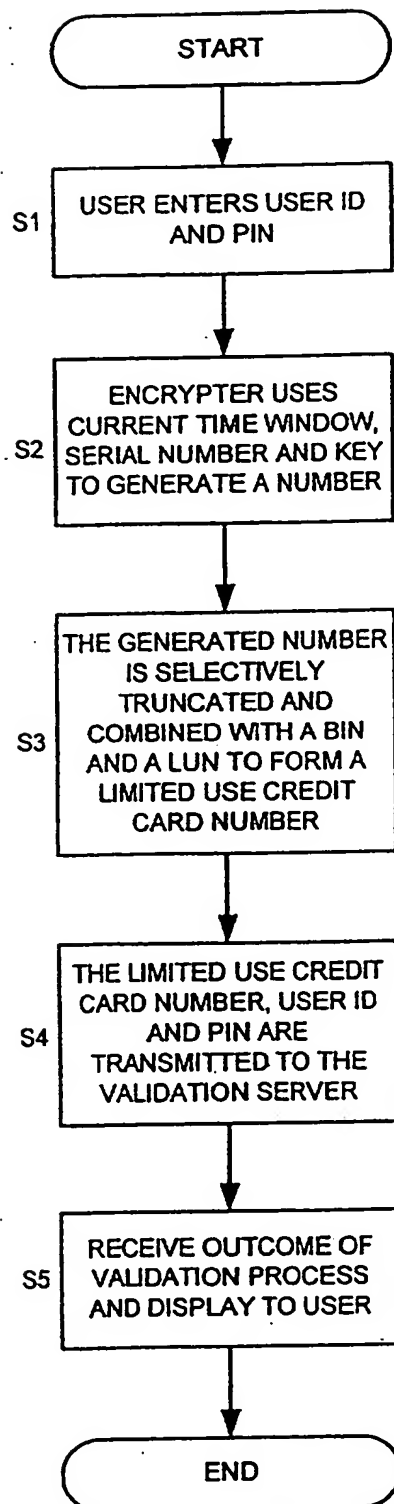 START
S1
USER ENTERS USER ID
AND PIN
S2
ENCRYPTER USES
CURRENT TIME WINDOW,
SERIAL NUMBER AND KEY
TO GENERATE A NUMBER
S3
THE GENERATED NUMBER
IS SELECTIVELY
TRUNCATED AND
COMBINED WITH A BIN
AND A LUN TO FORM A
LIMITED USE CREDIT
CARD NUMBER
S4
THE LIMITED USE CREDIT
CARD NUMBER, USER ID
AND PIN ARE
TRANSMITTED TO THE
VALIDATION SERVER
S5
RECEIVE OUTCOME OF
VALIDATION PROCESS
AND DISPLAY TO USER
END